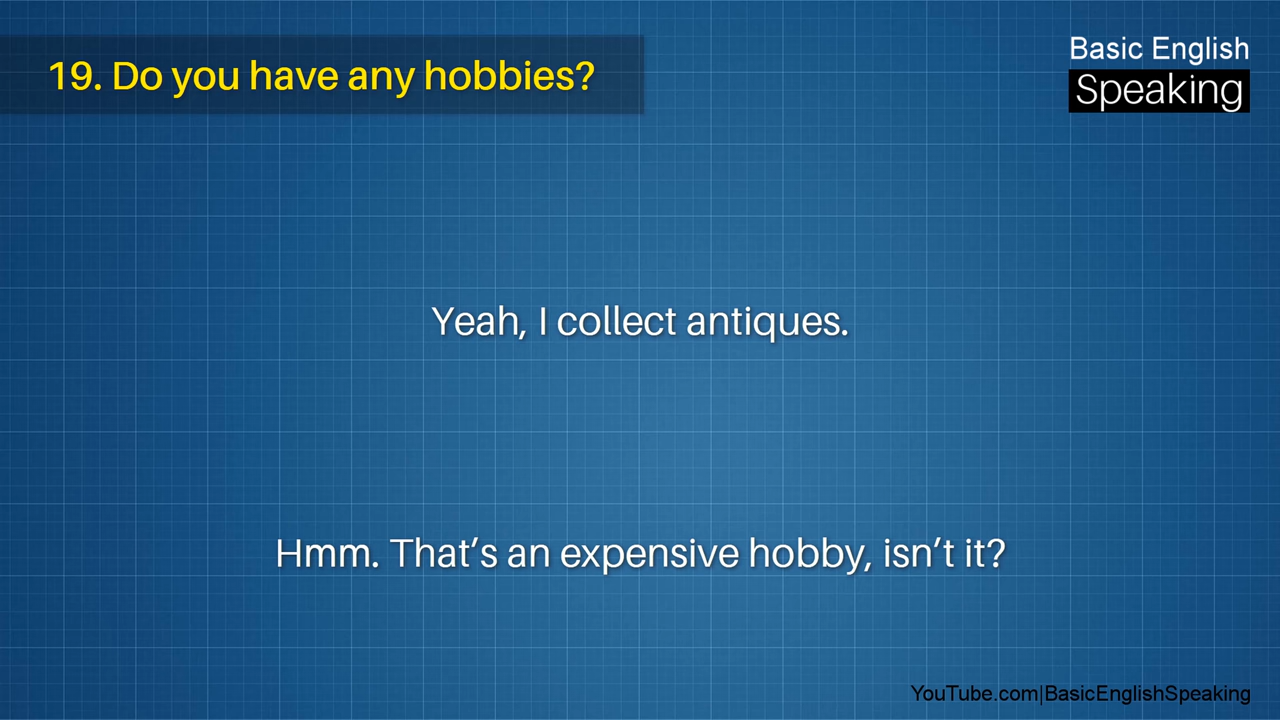 19. Do you have any hobbies?
Basic English
Speaking
Yeah, I collect antiques.
Hmm. That’s an expensive hobby, isn’t it?
YouTube.com|BasicEnglishSpeaking